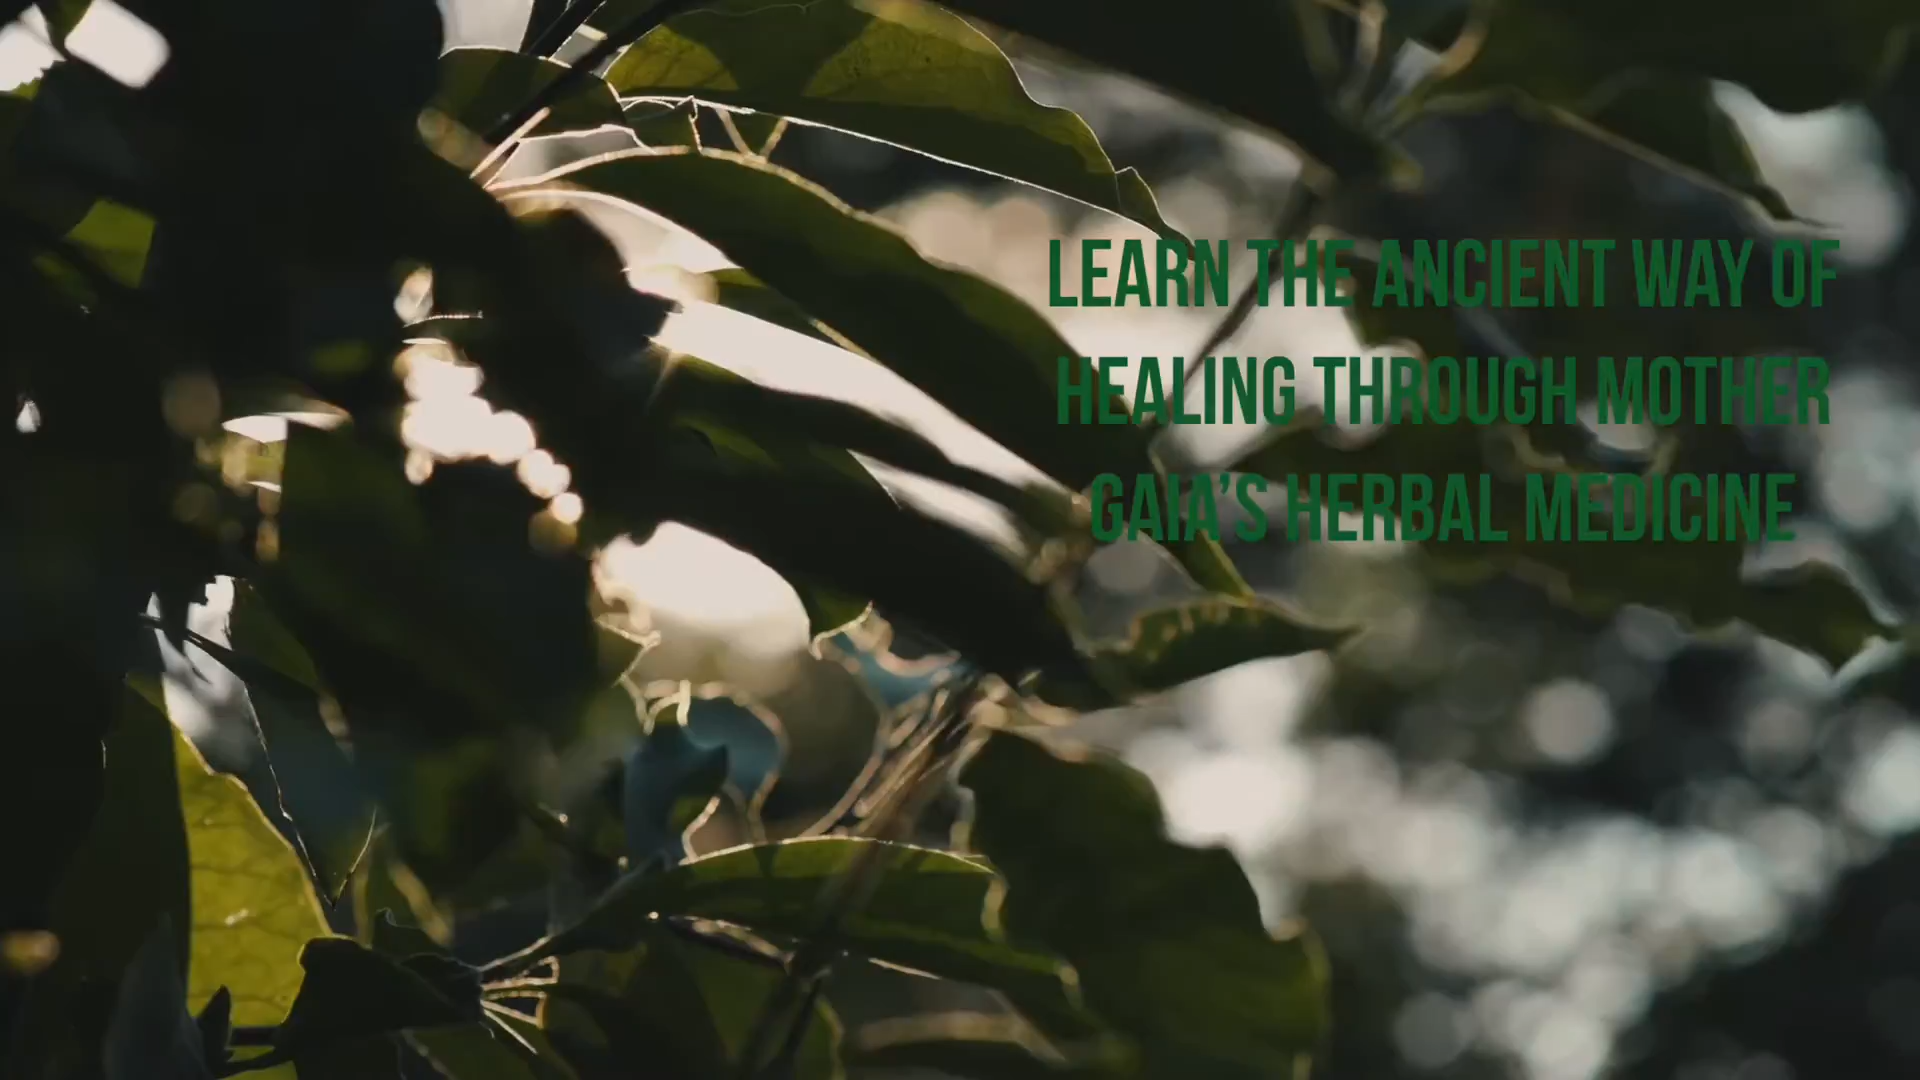 LEARN THE ANCIENT WAY OF
HEALING THROUGH MOTHER
GAIA’S HERBAL MEDICINE